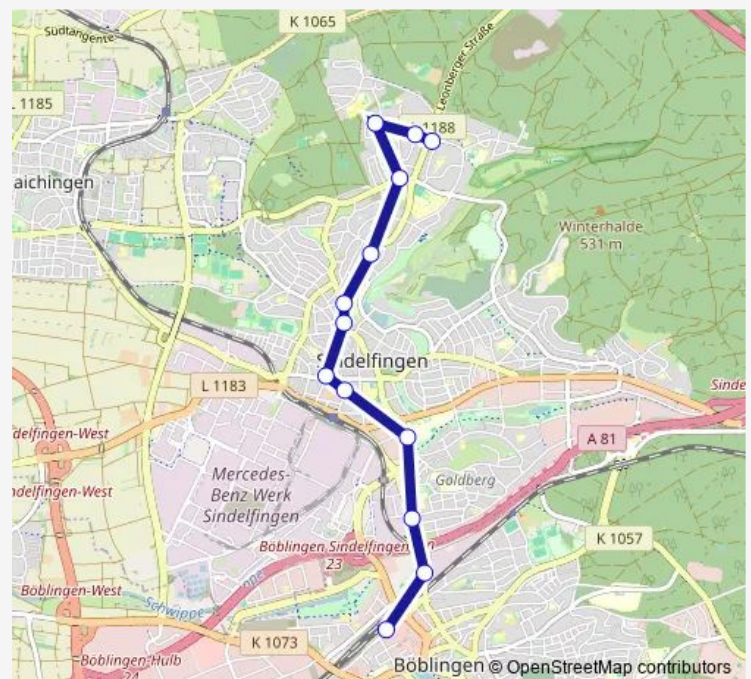 K 1065
Südtangente
Leonberger Straße
L 1185
1188
aichingen
Winterhalde
531 m
Sindelfingen
L 1183
Sinde
delfingen-West
A 81
Mercedes-
Benz Werk
Sindelfingen
Goldberg
ndelfingen-West
K 1057
Böblingen Sindelfingen
23
Böblingen-West
Schwippe
K 1073
Böblingen-Hulb
24
Böblingen © OpenStreetMap contributors